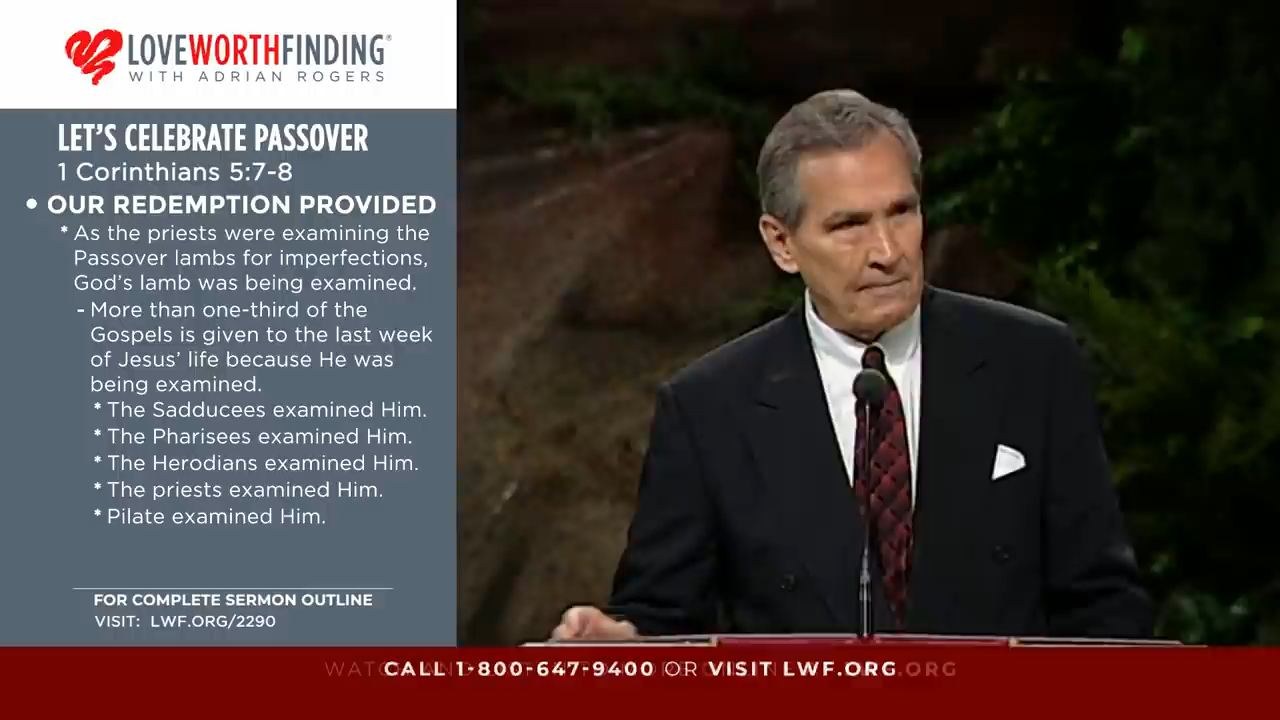 LOVEWORTHFINDING®
WITH ADRIAN ROGERS
LET'S CELEBRATE PASSOVER
1 Corinthians 5:7-8
• OUR REDEMPTION PROVIDED
* As the priests were examining the
Passover lambs for imperfections,
God's lamb was being examined.
- More than one-third of the
Gospels is given to the last week
of Jesus' life because He was
being examined.
* The Sadducees examined Him.
* The Pharisees examined Him.
* The Herodians examined Him.
* The priests examined Him.
* Pilate examined Him.
FOR COMPLETE SERMON OUTLINE
VISIT: LWF.ORG/2290
CALL 1-800-647-9400 OR VISIT LWF.ORG